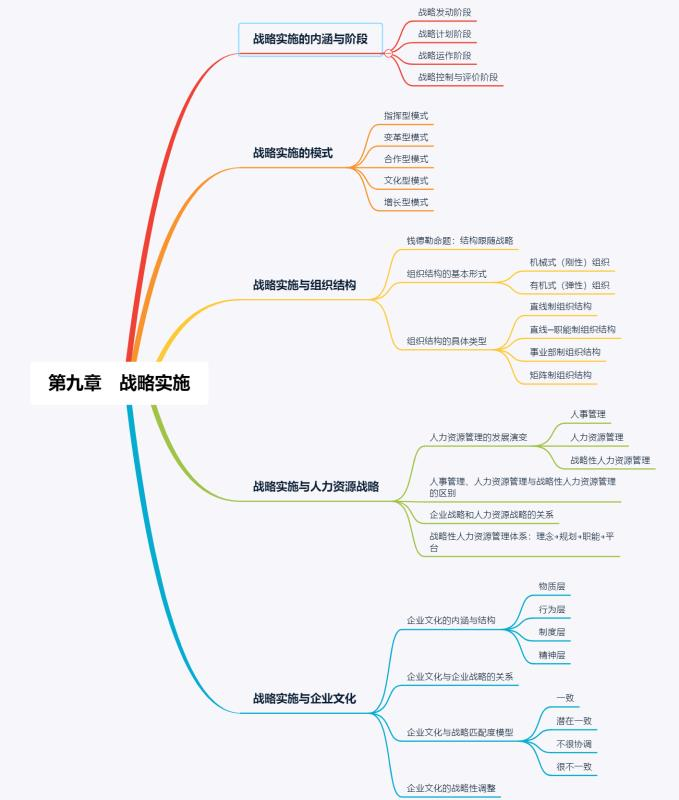 第九章 战略实施
战略实施的内涵与阶段
战略发动阶段
战略计划阶段
战略运作阶段
战略控制与评价阶段
战略实施的模式
指挥型模式
变革型模式
合作型模式
文化型模式
增长型模式
战略实施与组织结构
钱德勒命题：结构跟随战略
组织结构的基本形式
机械式（刚性）组织
有机式（弹性）组织
组织结构的具体类型
直线制组织结构
直线—职能制组织结构
事业部制组织结构
矩阵制组织结构
战略实施与人力资源战略
人力资源管理的发展演变
人事管理
人力资源管理
战略性人力资源管理
人事管理、人力资源管理与战略性人力资源管理
的区别
企业战略和人力资源战略的关系
战略性人力资源管理体系：理念→规划→职能→平
台
战略实施与企业文化
企业文化的内涵与结构
物质层
行为层
制度层
精神层
企业文化与企业战略的关系
企业文化与战略匹配度模型
一致
潜在一致
不很协调
很不一致
企业文化的战略性调整